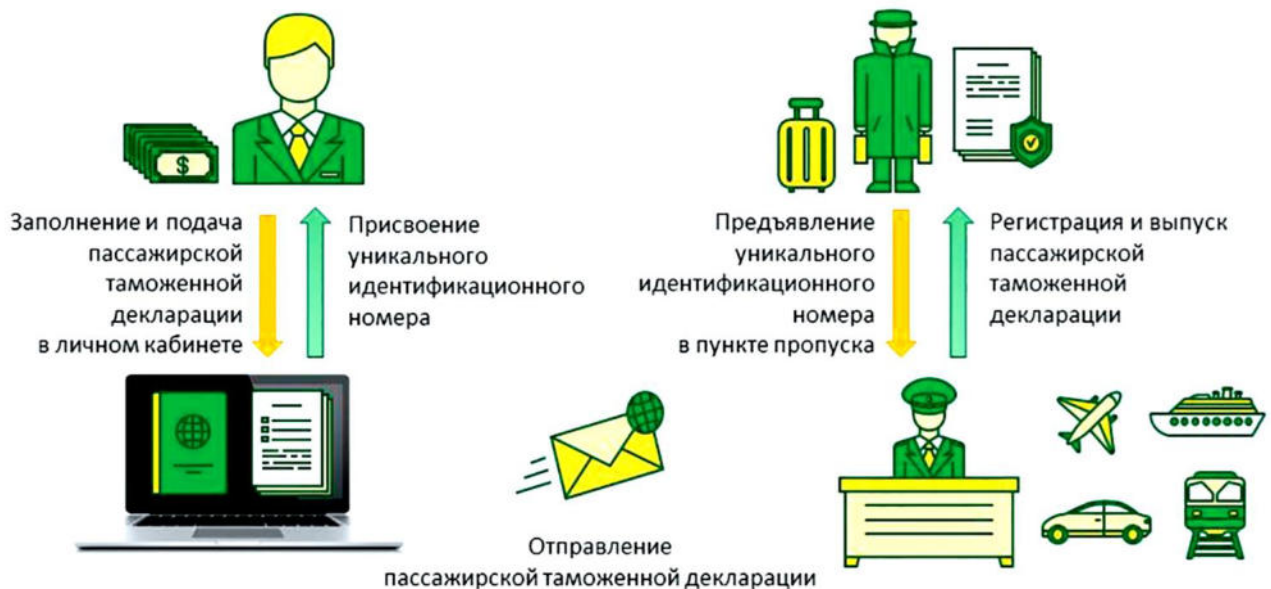 $
Заполнение и подача
пассажирской
таможенной
декларации
в личном кабинете
Присвоение
уникального
идентификационного
номера
Предъявление
уникального
идентификационного
номера
в пункте пропуска
Регистрация и выпуск
пассажирской
таможенной
декларации
Отправление
пассажирской таможенной декларации